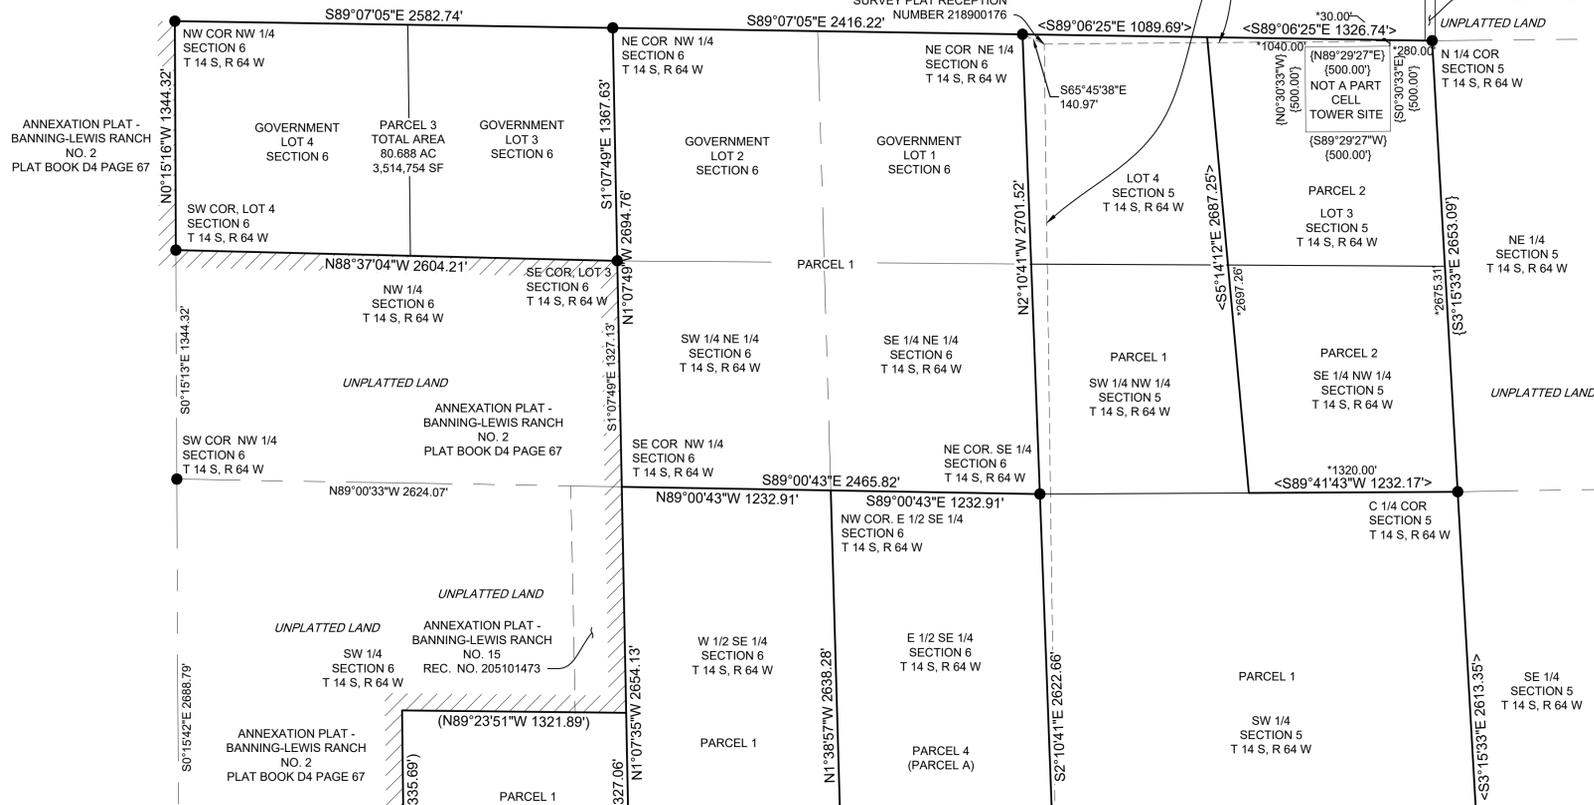 SURVEY PLAT RECEPTION
NUMBER 218900176
S89°07'05"E 2582.74'
S89°07'05"E 2416.22'
<S89°06'25"E 1089.69'>
*30.00'
<S89°06'25"E 1326.74'>
UNPLATTED LAND
NW COR NW 1/4
SECTION 6
T 14 S, R 64 W
NE COR NW 1/4
SECTION 6
T 14 S, R 64 W
NE COR NE 1/4
SECTION 6
T 14 S, R 64 W
S65°45'38"E
140.97'
*1040.00'
*280.00'
{N89°29'27"E}
{500.00'}
{N0°30'33"W}
{500.00'}
{S0°30'33"E}
{500.00'}
NOT A PART
CELL
TOWER SITE
{S89°29'27"W}
{500.00'}
N 1/4 COR
SECTION 5
T 14 S, R 64 W
ANNEXATION PLAT -
BANNING-LEWIS RANCH
NO. 2
PLAT BOOK D4 PAGE 67
N0°15'16"W 1344.32'
GOVERNMENT
LOT 4
SECTION 6
PARCEL 3
TOTAL AREA
80.688 AC
3,514,754 SF
GOVERNMENT
LOT 3
SECTION 6
S1°07'49"E 1367.63'
GOVERNMENT
LOT 2
SECTION 6
GOVERNMENT
LOT 1
SECTION 6
LOT 4
SECTION 5
T 14 S, R 64 W
PARCEL 2
LOT 3
SECTION 5
T 14 S, R 64 W
NE 1/4
SECTION 5
T 14 S, R 64 W
SW COR, LOT 4
SECTION 6
T 14 S, R 64 W
N88°37'04"W 2604.21'
SE COR, LOT 3
SECTION 6
T 14 S, R 64 W
N1°07'49"W 2694.76'
PARCEL 1
N2°10'41"W 2701.52'
<S5°14'12"E 2687.25'>
*2697.26'
*2675.31'
{S3°15'33"E 2653.09'}
NW 1/4
SECTION 6
T 14 S, R 64 W
S0°15'13"E 1344.32'
UNPLATTED LAND
ANNEXATION PLAT -
BANNING-LEWIS RANCH
NO. 2
PLAT BOOK D4 PAGE 67
S1°07'49"E 1327.13'
SW 1/4 NE 1/4
SECTION 6
T 14 S, R 64 W
SE 1/4 NE 1/4
SECTION 6
T 14 S, R 64 W
PARCEL 1
SW 1/4 NW 1/4
SECTION 5
T 14 S, R 64 W
PARCEL 2
SE 1/4 NW 1/4
SECTION 5
T 14 S, R 64 W
UNPLATTED LAND
SW COR NW 1/4
SECTION 6
T 14 S, R 64 W
SE COR NW 1/4
SECTION 6
T 14 S, R 64 W
NE COR. SE 1/4
SECTION 6
T 14 S, R 64 W
N89°00'33"W 2624.07'
S89°00'43"E 2465.82'
N89°00'43"W 1232.91'
S89°00'43"E 1232.91'
*1320.00'
<S89°41'43"W 1232.17'>
NW COR. E 1/2 SE 1/4
SECTION 6
T 14 S, R 64 W
C 1/4 COR
SECTION 5
T 14 S, R 64 W
UNPLATTED LAND
UNPLATTED LAND
ANNEXATION PLAT -
BANNING-LEWIS RANCH
NO. 15
REC. NO. 205101473
SW 1/4
SECTION 6
T 14 S, R 64 W
S0°15'42"E 2688.79'
W 1/2 SE 1/4
SECTION 6
T 14 S, R 64 W
E 1/2 SE 1/4
SECTION 6
T 14 S, R 64 W
N1°07'35"W 2654.13'
N1°38'57"W 2638.28'
S2°10'41"E 2622.66'
PARCEL 1
SW 1/4
SECTION 5
T 14 S, R 64 W
<S3°15'33"E 2613.35'>
SE 1/4
SECTION 5
T 14 S, R 64 W
(N89°23'51"W 1321.89')
ANNEXATION PLAT -
BANNING-LEWIS RANCH
NO. 2
PLAT BOOK D4 PAGE 67
335.69')
PARCEL 1
327.06')
PARCEL 1
PARCEL 4
(PARCEL A)